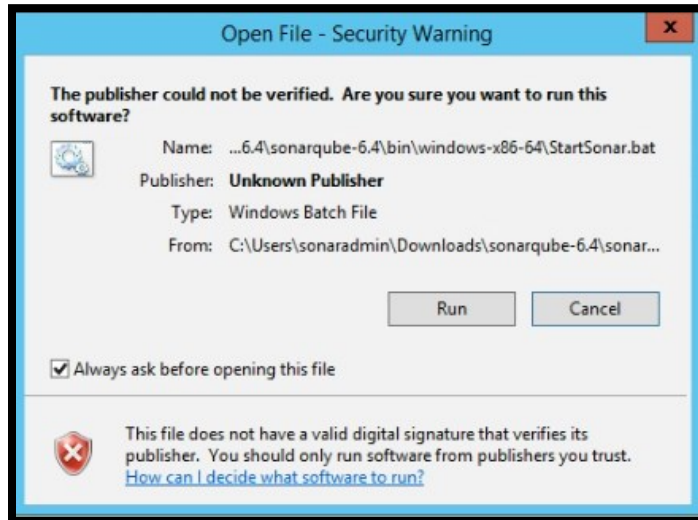 Open File - Security Warning
x
The publisher could not be verified. Are you sure you want to run this
software?
Name: ...6.4\sonarqube-6.4\bin\windows-x86-64\StartSonar.bat
Publisher: Unknown Publisher
Type: Windows Batch File
From: C:\Users\sonaradmin\Downloads\sonarqube-6.4\sonar...
Run Cancel
Always ask before opening this file
This file does not have a valid digital signature that verifies its
publisher. You should only run software from publishers you trust.
How can I decide what software to run?